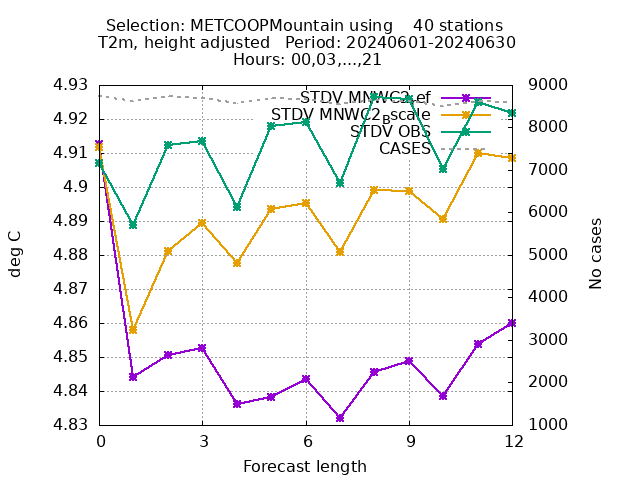 Selection: METCOOPMountain using    40 stations
T2m, height adjusted   Period: 20240601-20240630
Hours: 00,03,...,21
4.93
4.92
4.91
4.9
4.89
4.88
4.87
4.86
4.85
4.84
4.83
deg C
STDV MNWC2
STDV MNWC2
scale
STDV OBS
CASES
9000
8000
7000
6000
5000
4000
3000
2000
1000
No cases
0 3 6 9 12
Forecast length